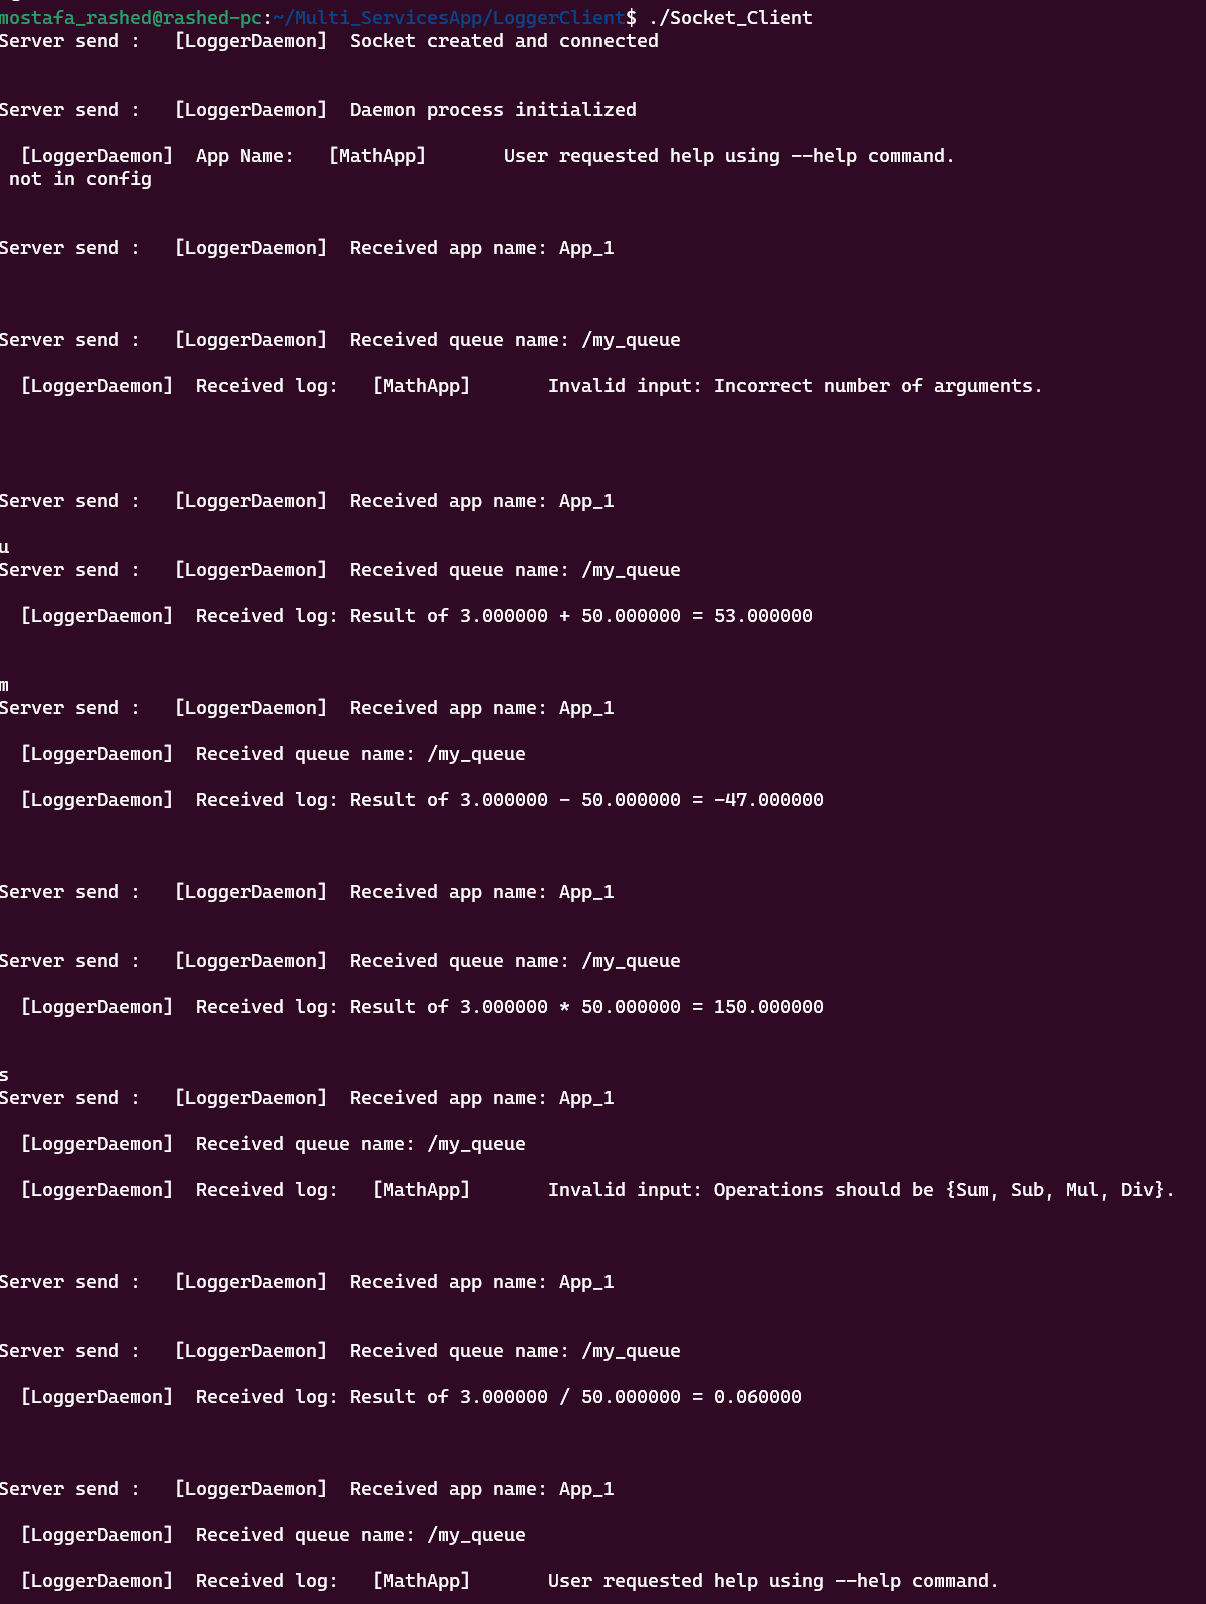 mostafa_rashed@rashed-pc:~/Multi_ServicesApp/LoggerClient$ ./Socket_Client
Server send :   [LoggerDaemon]  Socket created and connected
Server send :   [LoggerDaemon]  Daemon process initialized
[LoggerDaemon]  App Name:   [MathApp]       User requested help using --help command.
not in config
Server send :   [LoggerDaemon]  Received app name: App_1
Server send :   [LoggerDaemon]  Received queue name: /my_queue
[LoggerDaemon]  Received log:   [MathApp]       Invalid input: Incorrect number of arguments.
Server send :   [LoggerDaemon]  Received app name: App_1
u
Server send :   [LoggerDaemon]  Received queue name: /my_queue
[LoggerDaemon]  Received log: Result of 3.000000 + 50.000000 = 53.000000
m
Server send :   [LoggerDaemon]  Received app name: App_1
[LoggerDaemon]  Received queue name: /my_queue
[LoggerDaemon]  Received log: Result of 3.000000 - 50.000000 = -47.000000
Server send :   [LoggerDaemon]  Received app name: App_1
Server send :   [LoggerDaemon]  Received queue name: /my_queue
[LoggerDaemon]  Received log: Result of 3.000000 * 50.000000 = 150.000000
s
Server send :   [LoggerDaemon]  Received app name: App_1
[LoggerDaemon]  Received queue name: /my_queue
[LoggerDaemon]  Received log:   [MathApp]       Invalid input: Operations should be {Sum, Sub, Mul, Div}.
Server send :   [LoggerDaemon]  Received app name: App_1
Server send :   [LoggerDaemon]  Received queue name: /my_queue
[LoggerDaemon]  Received log: Result of 3.000000 / 50.000000 = 0.060000
Server send :   [LoggerDaemon]  Received app name: App_1
[LoggerDaemon]  Received queue name: /my_queue
[LoggerDaemon]  Received log:   [MathApp]       User requested help using --help command.